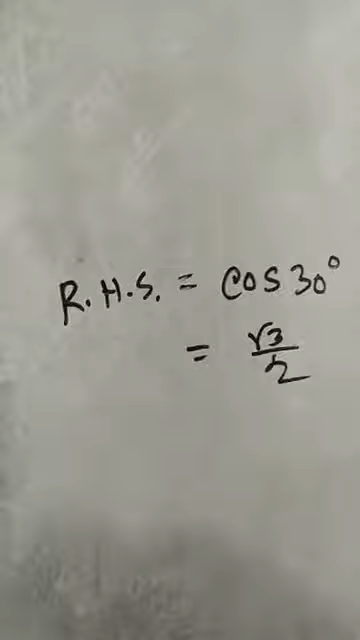 R.H.S. = cos 30°
= √3/2